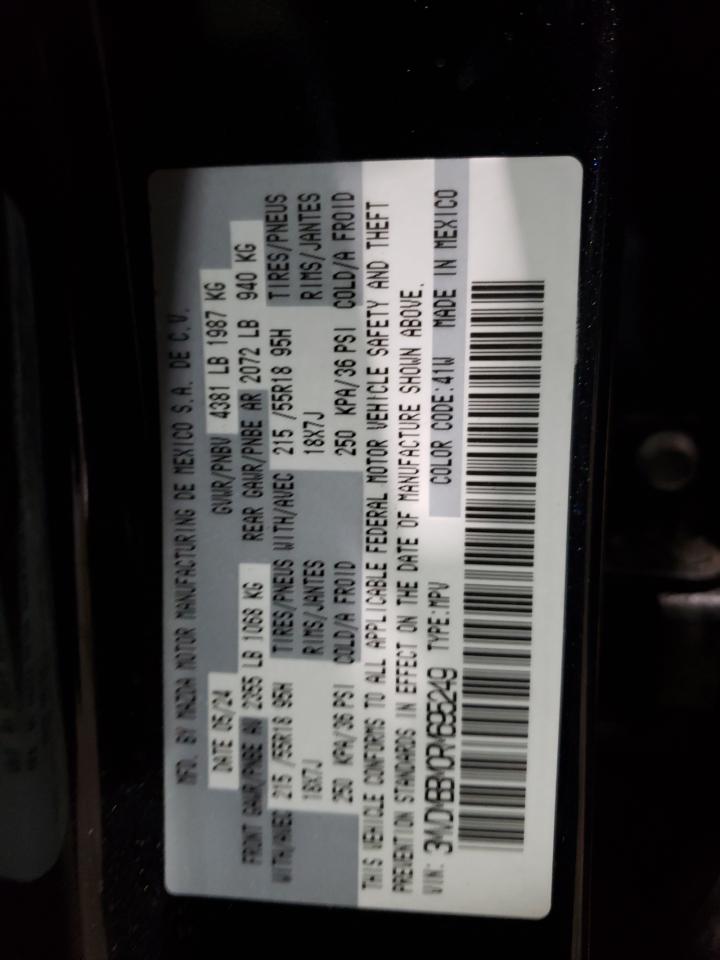 MFD. BY MAZDA MOTOR MANUFACTURING DE MEXICO S.A. DE C.V.
DATE 05/24 GVWR/PNBV 4381 LB 1987 KG
FRONT GAWR/PNBE AV 2355 LB 1068 KG REAR GAWR/PNBE AR 2072 LB 940 KG
WITH/AVEC 215 /55R18 95H TIRES/PNEUS WITH/AVEC 215 /55R18 95H TIRES/PNEUS
18X7J RIMS/JANTES 18X7J RIMS/JANTES
250 KPA/36 PSI COLD/A FROID 250 KPA/36 PSI COLD/A FROID
THIS VEHICLE CONFORMS TO ALL APPLICABLE FEDERAL MOTOR VEHICLE SAFETY AND THEFT
PREVENTION STANDARDS IN EFFECT ON THE DATE OF MANUFACTURE SHOWN ABOVE.
VIN: TYPE:MPV COLOR CODE:41W MADE IN MEXICO